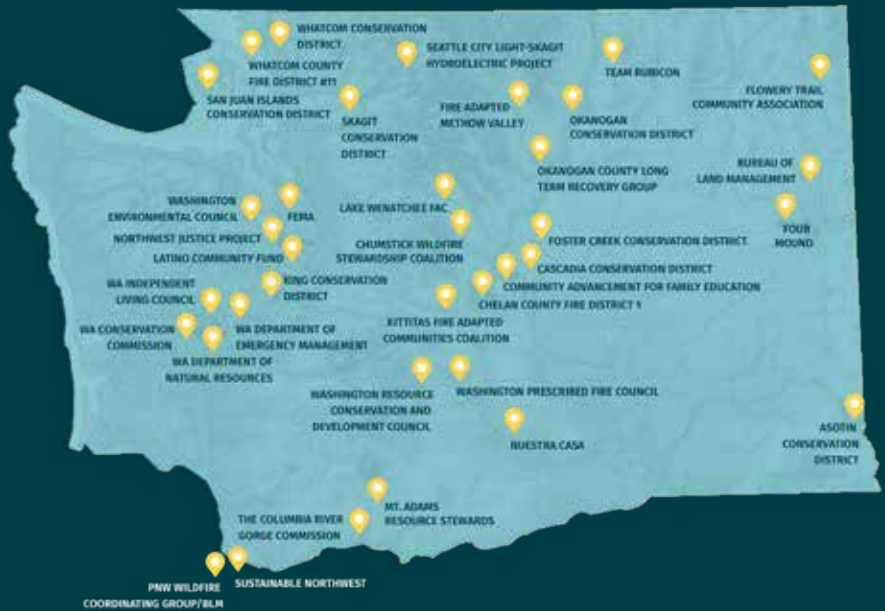 WHATCOM CONSERVATION
DISTRICT
WHATCOM COUNTY
FIRE DISTRICT #11
SAN JUAN ISLANDS
CONSERVATION DISTRICT
SKAGIT
CONSERVATION
DISTRICT
SEATTLE CITY LIGHT-SKAGIT
HYDROELECTRIC PROJECT
FIRE ADAPTED
METHOW VALLEY
TEAM RUBICON
OKANOGAN
CONSERVATION DISTRICT
FLOWERY TRAIL
COMMUNITY ASSOCIATION
OKANOGAN COUNTY LONG
TERM RECOVERY GROUP
BUREAU OF
LAND MANAGEMENT
FOUR
MOUND
WASHINGTON
ENVIRONMENTAL COUNCIL
FEMA
NORTHWEST JUSTICE PROJECT
LATINO COMMUNITY FUND
LAKE WENATCHEE FAC
CHUMSTICK WILDFIRE
STEWARDSHIP COALITION
FOSTER CREEK CONSERVATION DISTRICT
CASCADIA CONSERVATION DISTRICT
COMMUNITY ADVANCEMENT FOR FAMILY EDUCATION
CHELAN COUNTY FIRE DISTRICT 1
KING CONSERVATION
DISTRICT
WA INDEPENDENT
LIVING COUNCIL
WA CONSERVATION
COMMISSION
WA DEPARTMENT OF
EMERGENCY MANAGEMENT
WA DEPARTMENT OF
NATURAL RESOURCES
KITTITAS FIRE ADAPTED
COMMUNITIES COALITION
WASHINGTON RESOURCE
CONSERVATION AND
DEVELOPMENT COUNCIL
WASHINGTON PRESCRIBED FIRE COUNCIL
NUESTRA CASA
ASOTIN
CONSERVATION
DISTRICT
MT. ADAMS
RESOURCE STEWARDS
THE COLUMBIA RIVER
GORGE COMMISSION
PNW WILDFIRE
COORDINATING GROUP/BLM
SUSTAINABLE NORTHWEST